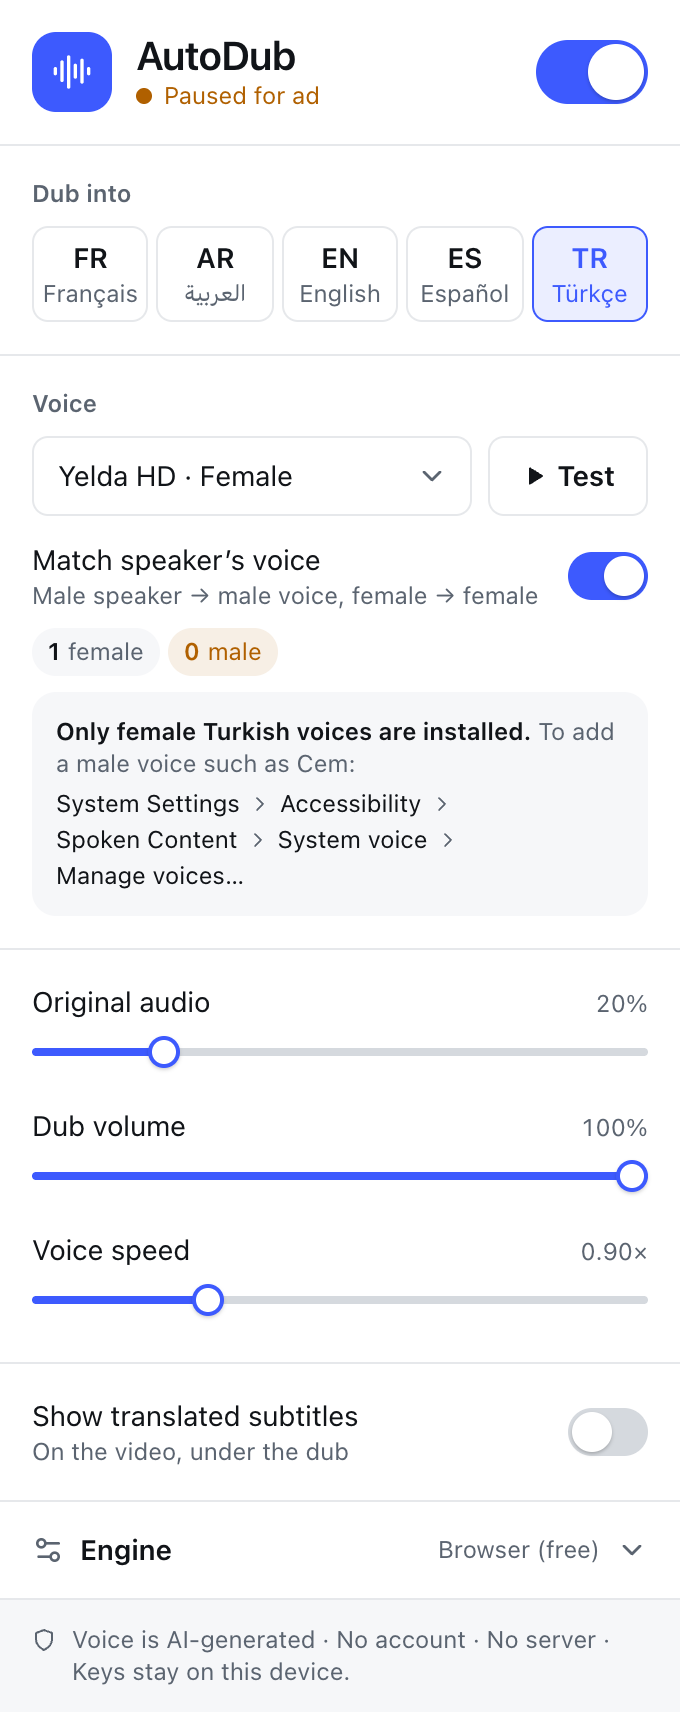 AutoDub
Paused for ad
Dub into
FR
Français
AR
العربية
EN
English
ES
Español
TR
Türkçe
Voice
Yelda HD · Female
Test
Match speaker’s voice
Male speaker → male voice, female → female
1 female
0 male
Only female Turkish voices are installed. To add
a male voice such as Cem:
System Settings > Accessibility >
Spoken Content > System voice >
Manage voices...
Original audio 20%
Dub volume 100%
Voice speed 0.90×
Show translated subtitles
On the video, under the dub
Engine Browser (free)
Voice is AI-generated · No account · No server ·
Keys stay on this device.